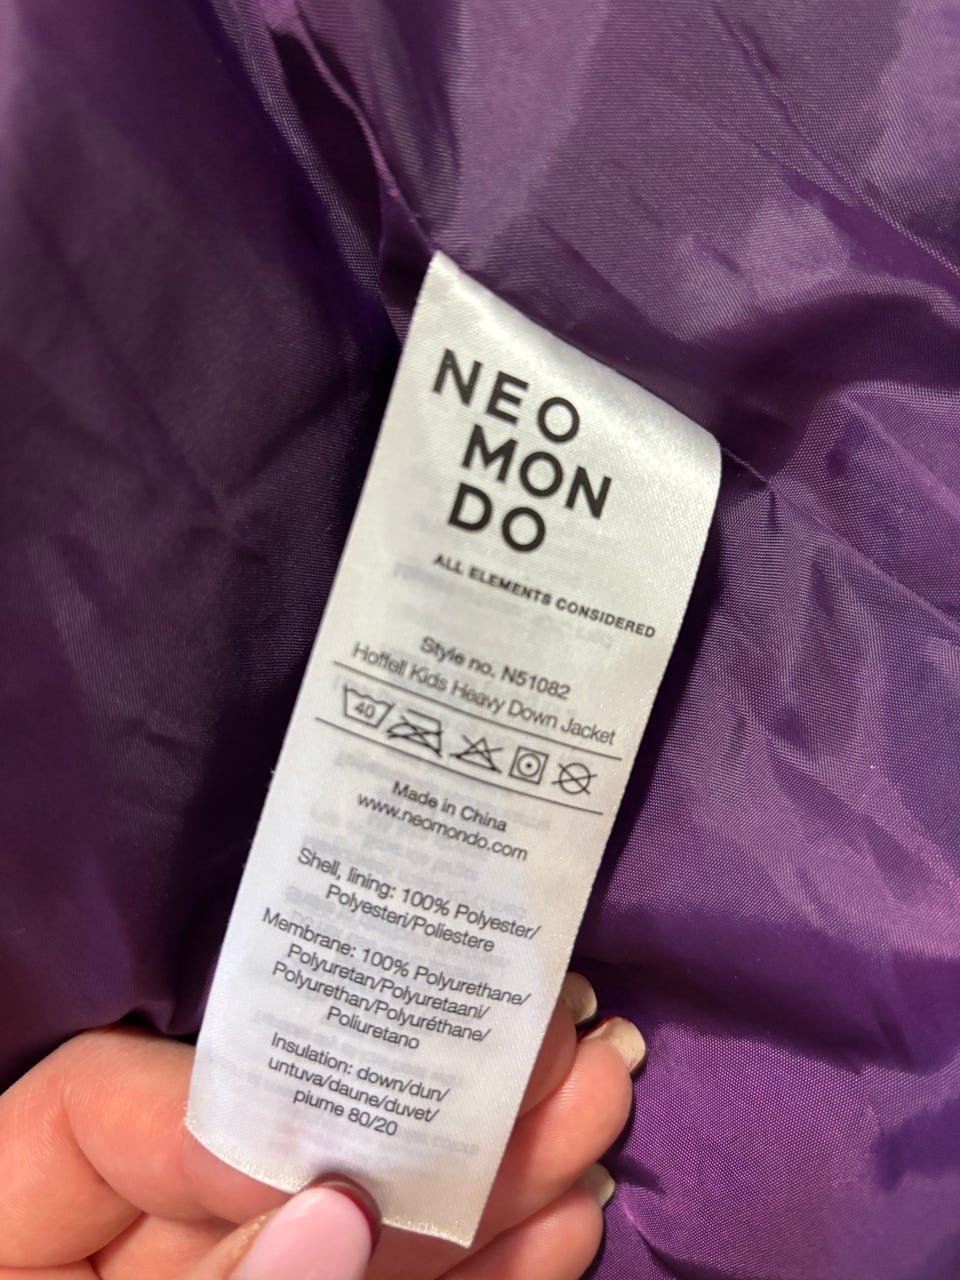 NEO
MON
DO
ALL ELEMENTS CONSIDERED
Style no. N51082
Hoffell Kids Heavy Down Jacket
40
Made in China
www.neomondo.com
Shell, lining: 100% Polyester/
Polyesteri/Poliestere
Membrane: 100% Polyurethane/
Polyuretan/Polyuretaani/
Polyurethan/Polyuréthane/
Poliuretano
Insulation: down/dun/
untuva/daune/duvet/
piume 80/20